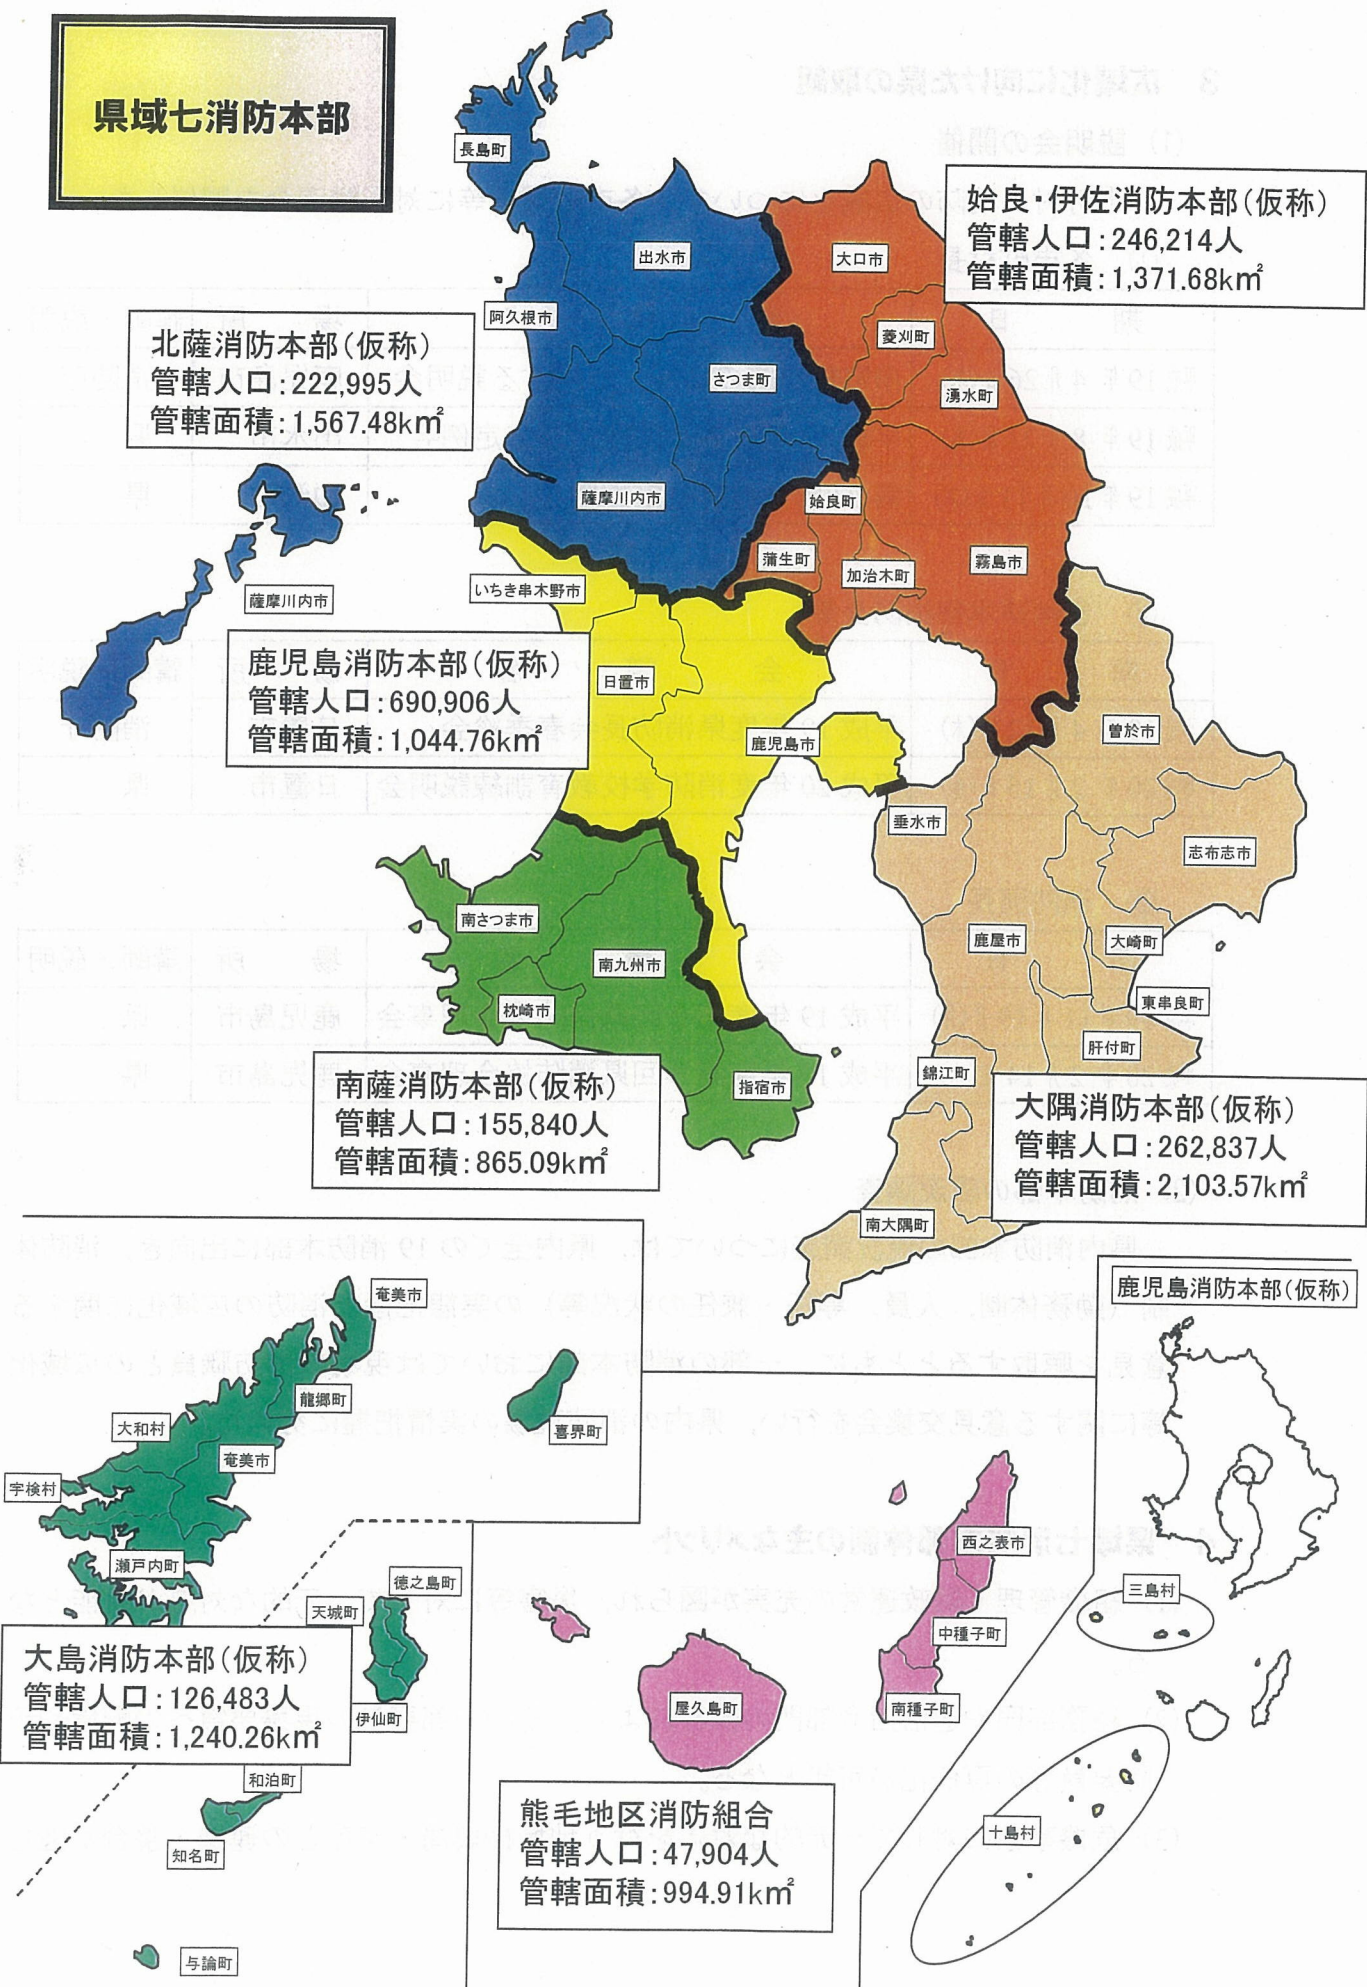 県域七消防本部
長島町
出水市
大口市
阿久根市
菱刈町
さつま町
湧水町
薩摩川内市
姶良町
蒲生町
加治木町
霧島市
いちき串木野市
薩摩川内市
日置市
鹿児島市
曽於市
垂水市
志布志市
南さつま市
鹿屋市
大崎町
南九州市
枕崎市
東串良町
肝付町
錦江町
指宿市
南大隅町
姶良・伊佐消防本部(仮称)
管轄人口:246,214人
管轄面積:1,371.68k㎡
北薩消防本部(仮称)
管轄人口:222,995人
管轄面積:1,567.48k㎡
鹿児島消防本部(仮称)
管轄人口:690,906人
管轄面積:1,044.76k㎡
南薩消防本部(仮称)
管轄人口:155,840人
管轄面積:865.09k㎡
大隅消防本部(仮称)
管轄人口:262,837人
管轄面積:2,103.57k㎡
奄美市
龍郷町
大和村
奄美市
喜界町
宇検村
瀬戸内町
徳之島町
天城町
伊仙町
大島消防本部(仮称)
管轄人口:126,483人
管轄面積:1,240.26k㎡
和泊町
知名町
与論町
西之表市
中種子町
南種子町
屋久島町
熊毛地区消防組合
管轄人口:47,904人
管轄面積:994.91k㎡
鹿児島消防本部(仮称)
三島村
十島村